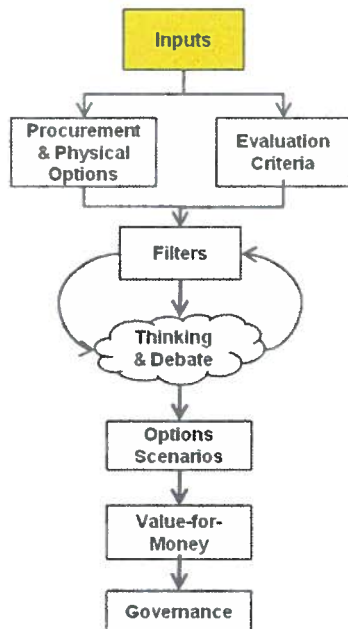 Inputs
Procurement
& Physical
Options
Evaluation
Criteria
Filters
Thinking
& Debate
Options
Scenarios
Value-for-
Money
Governance